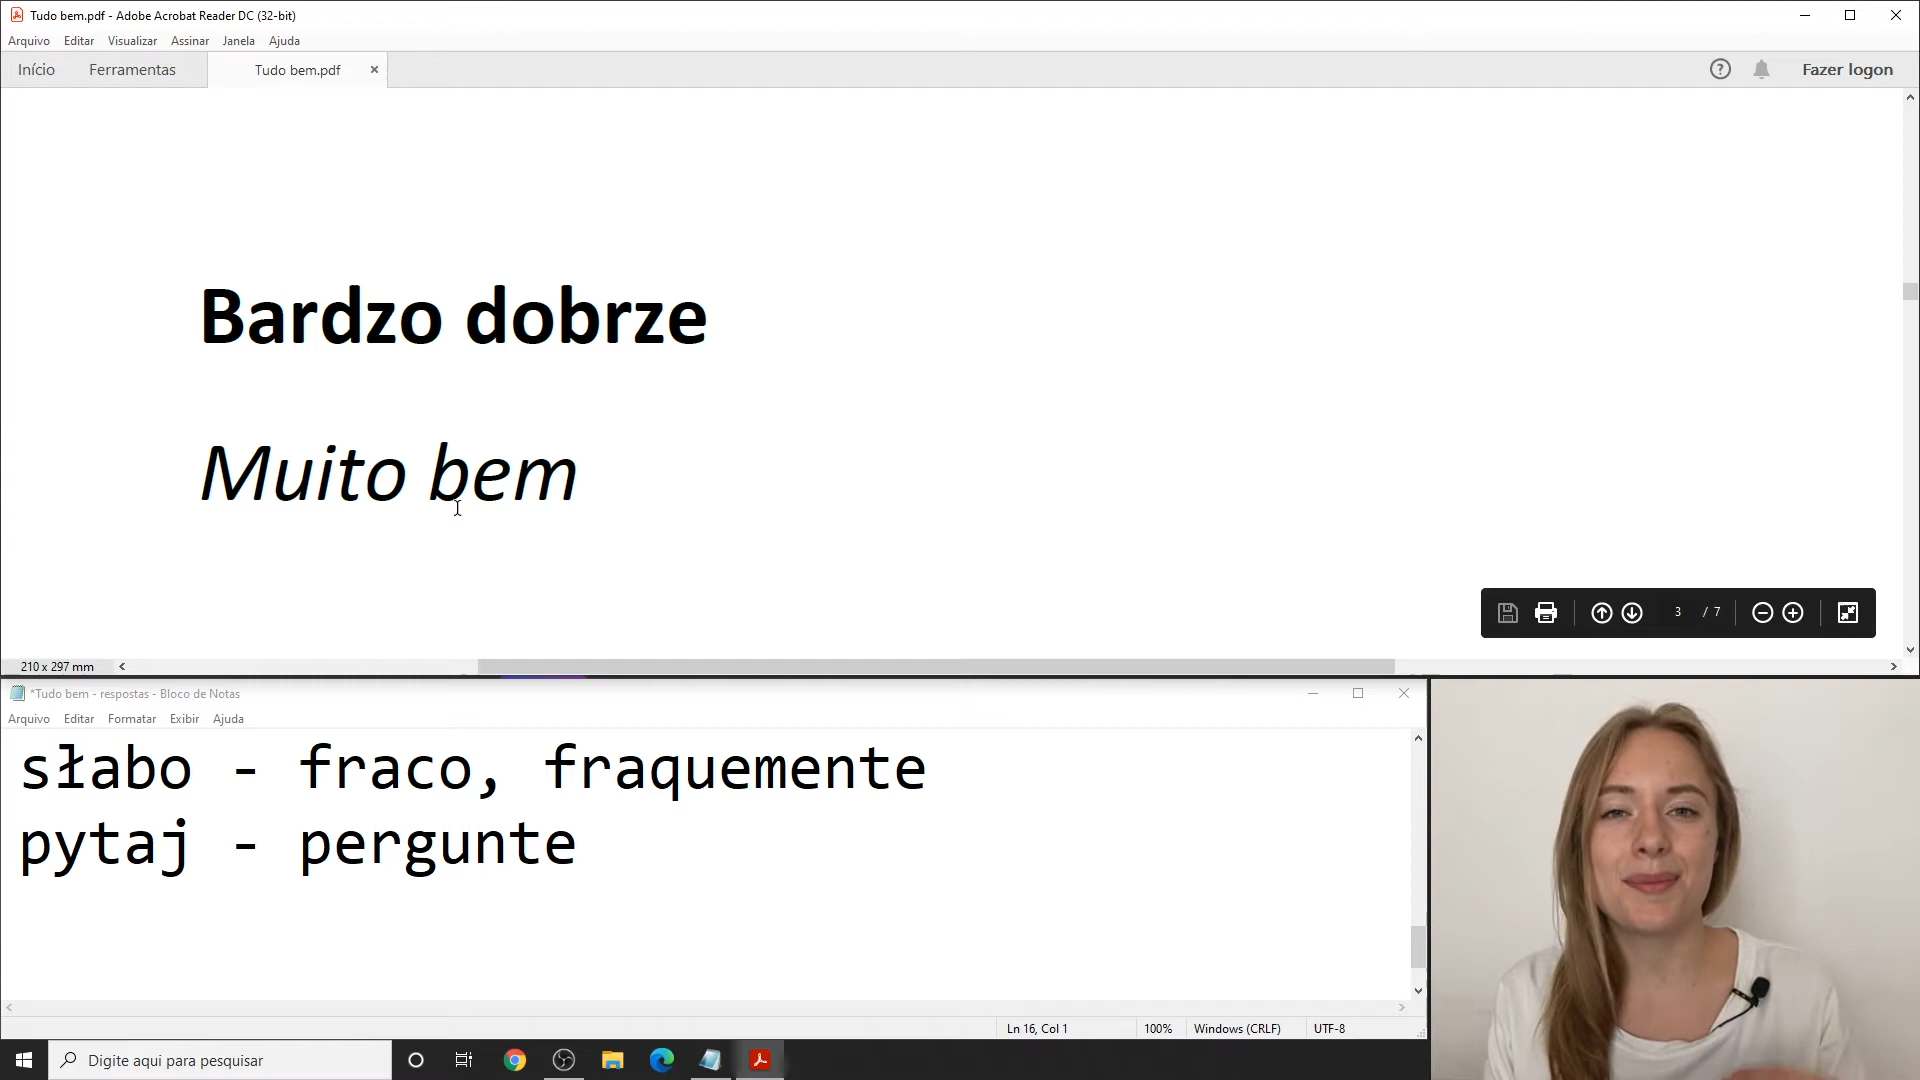 Tudo bem.pdf - Adobe Acrobat Reader DC (32-bit)
Arquivo Editar Visualizar Assinar Janela Ajuda
Início Ferramentas Tudo bem.pdf Fazer logon
Bardzo dobrze
Muito bem
3 / 7
210 x 297 mm
*Tudo bem - respostas - Bloco de Notas
Arquivo Editar Formatar Exibir Ajuda
słabo - fraco, fraquemente
pytaj - pergunte
Ln 16, Col 1 100% Windows (CRLF) UTF-8
Digite aqui para pesquisar